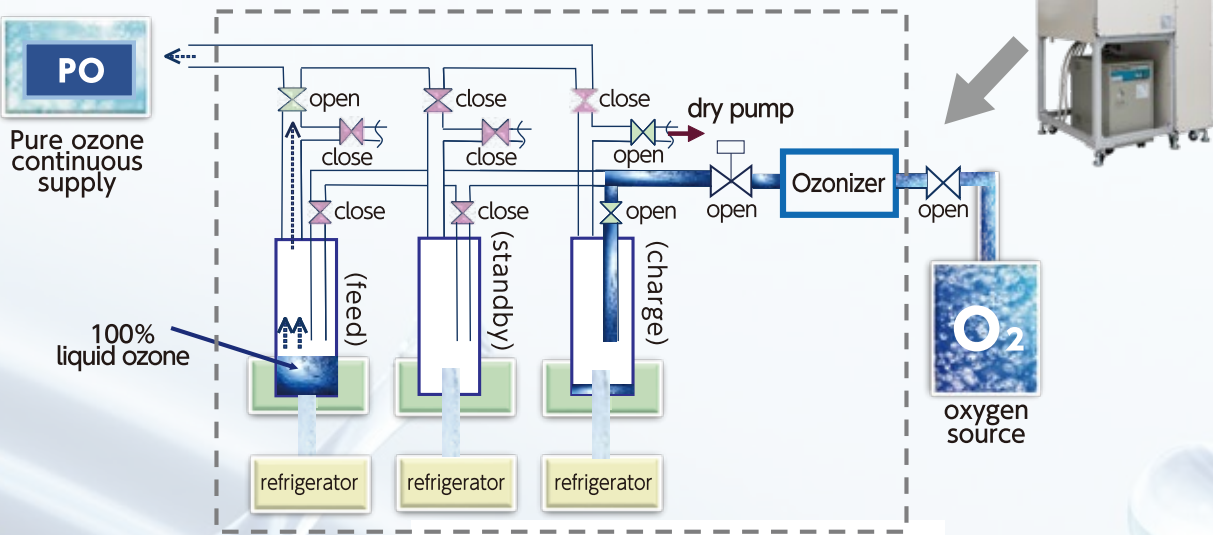 PO
Pure ozone
continuous
supply
open
close
close
close
close
close
open
dry pump
close
close
open
open
Ozonizer
open
(feed)
(standby)
(charge)
100%
liquid ozone
O2
oxygen
source
refrigerator
refrigerator
refrigerator